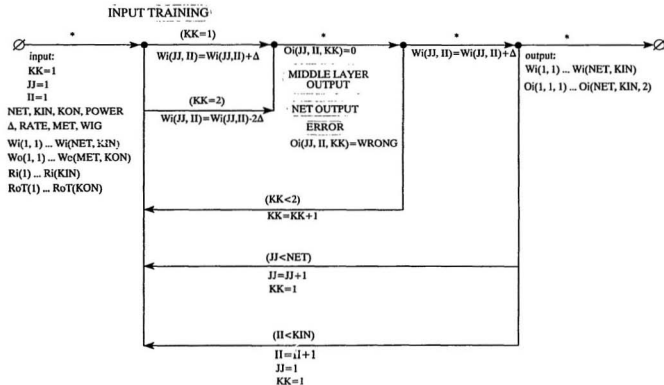 INPUT TRAINING
* (KK=1) * * *
input:
KK=1
JJ=1
II=1
NET, KIN, KON, POWER
Δ, RATE, MET, WIG
Wi(1, 1) ... Wi(NET, KIN)
Wo(1, 1) ... Wo(MET, KON)
Ri(1) ... Ri(KIN)
RoT(1) ... RoT(KON)
Wi(JJ, II)=Wi(JJ,II)+Δ
(KK=2)
Wi(JJ, II)=Wi(JJ,II)-2Δ
Oi(JJ, II, KK)=0
MIDDLE LAYER
OUTPUT
NET OUTPUT
ERROR
Oi(JJ, II, KK)=WRONG
Wi(JJ, II)=Wi(JJ, II)+Δ
output:
Wi(1, 1) ... Wi(NET, KIN)
Oi(1, 1, 1) ... Oi(NET, KIN, 2)
(KK<2)
KK=KK+1
(JJ<NET)
JJ=JJ+1
KK=1
(II<KIN)
II=II+1
JJ=1
KK=1